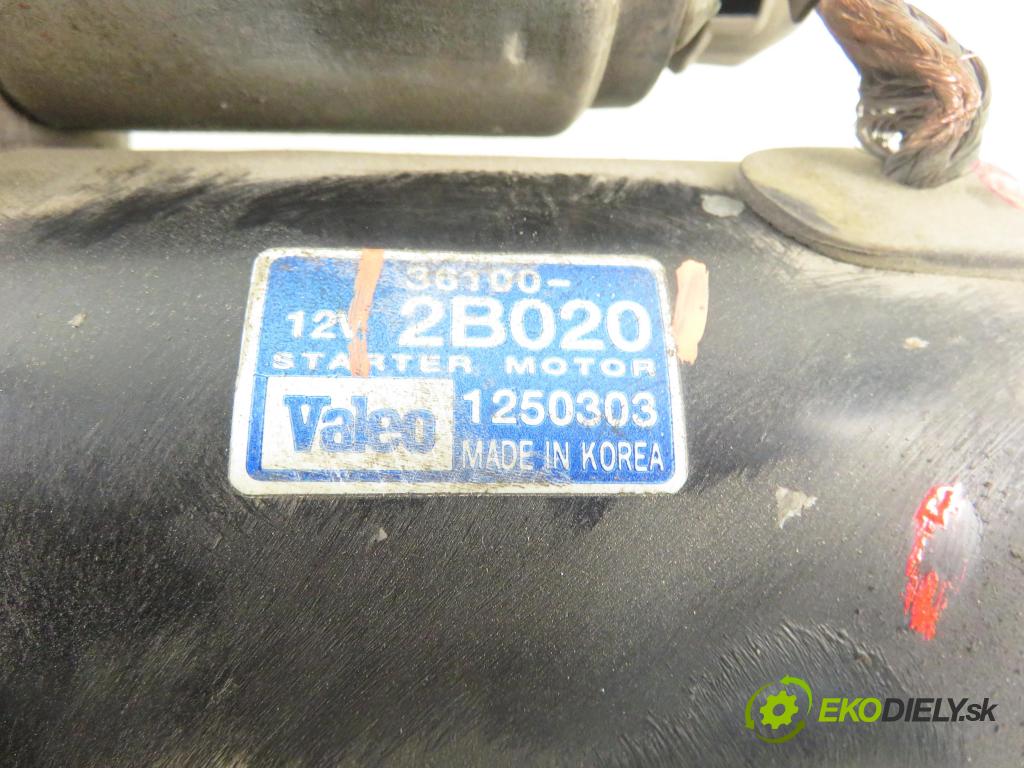 36100-
12V 2B020
STARTER MOTOR
Valeo 1250303
MADE IN KOREA
EKODIELY.sk